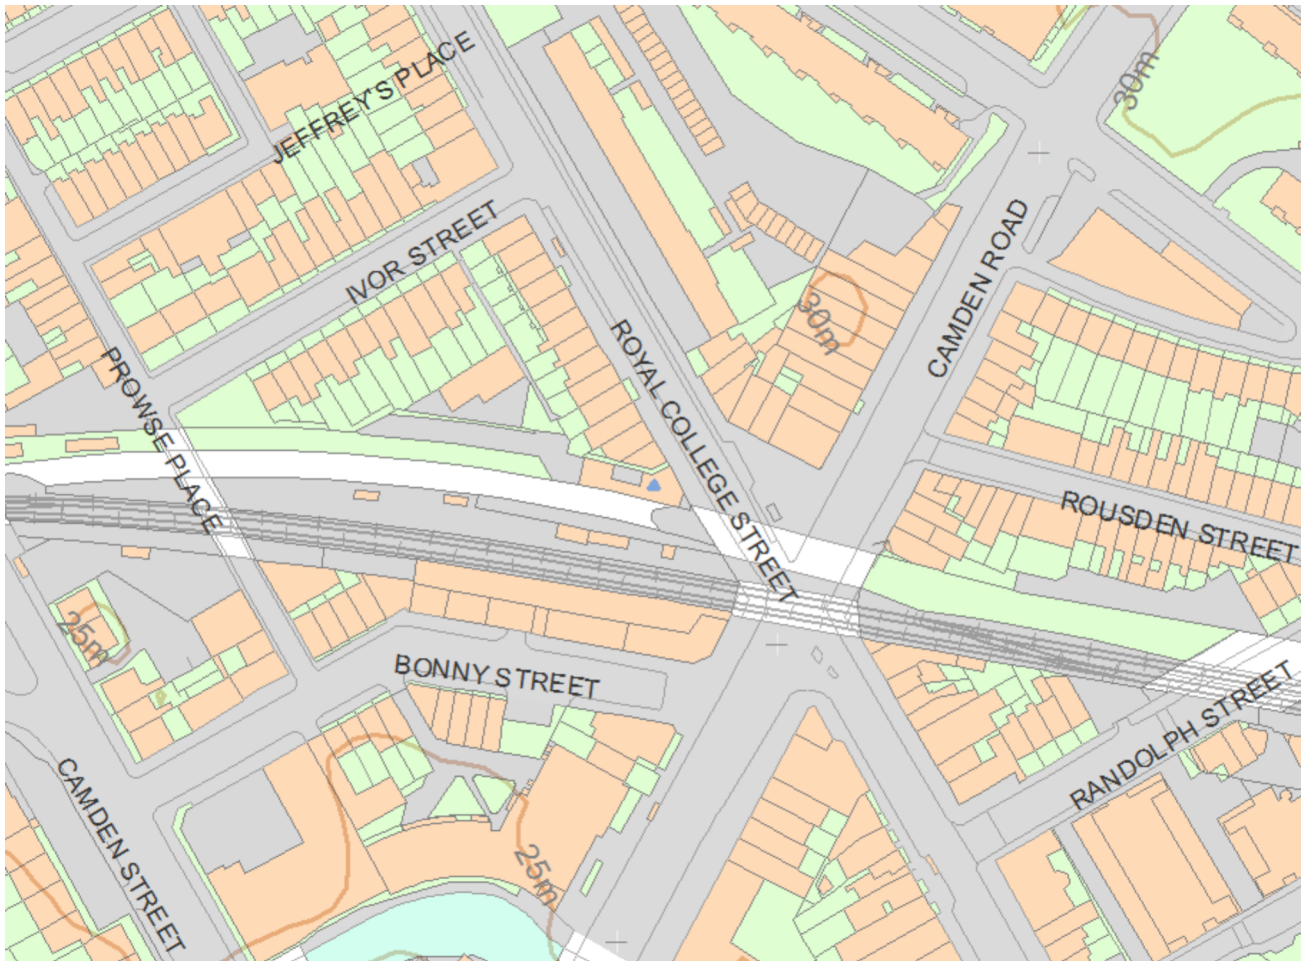 JEFFREY'S PLACE
30m
IVOR STREET
CAMDEN ROAD
30m
ROYAL COLLEGE STREET
PROWSE PLACE
ROUSDEN STREET
25m
BONNY STREET
RANDOLPH STREET
CAMDEN STREET
25m